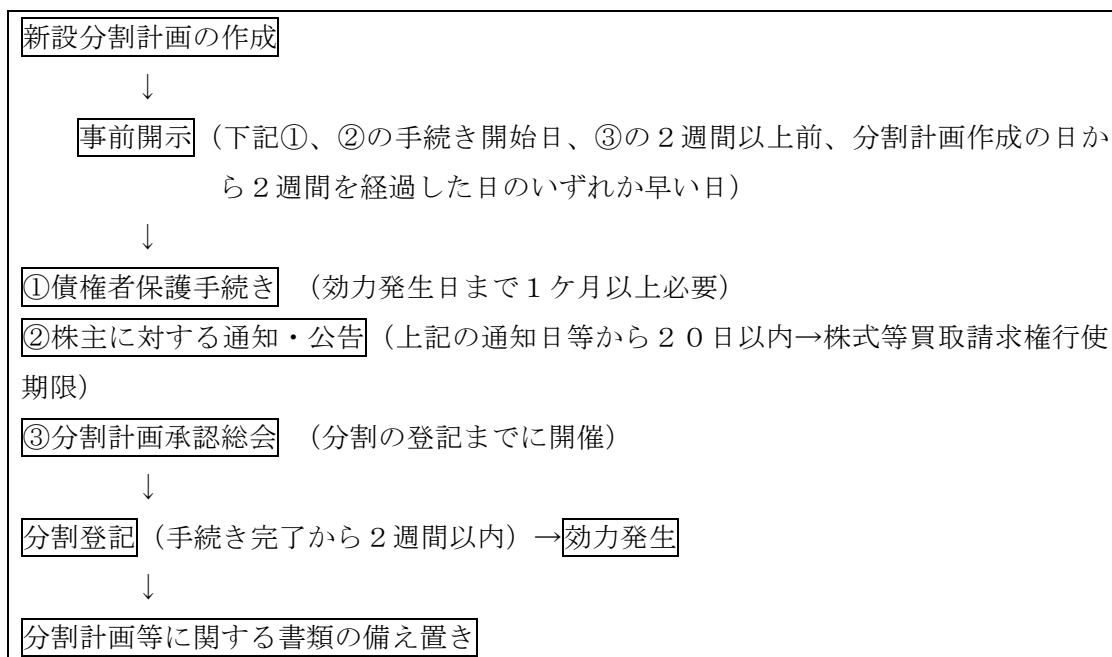 新設分割計画の作成
↓
事前開示（下記①、②の手続き開始日、③の２週間以上前、分割計画作成の日か
ら２週間を経過した日のいずれか早い日）
↓
①債権者保護手続き　（効力発生日まで１ケ月以上必要）
②株主に対する通知・公告（上記の通知日等から２０日以内→株式等買取請求権行使
期限）
③分割計画承認総会　（分割の登記までに開催）
↓
分割登記（手続き完了から２週間以内）→効力発生
↓
分割計画等に関する書類の備え置き